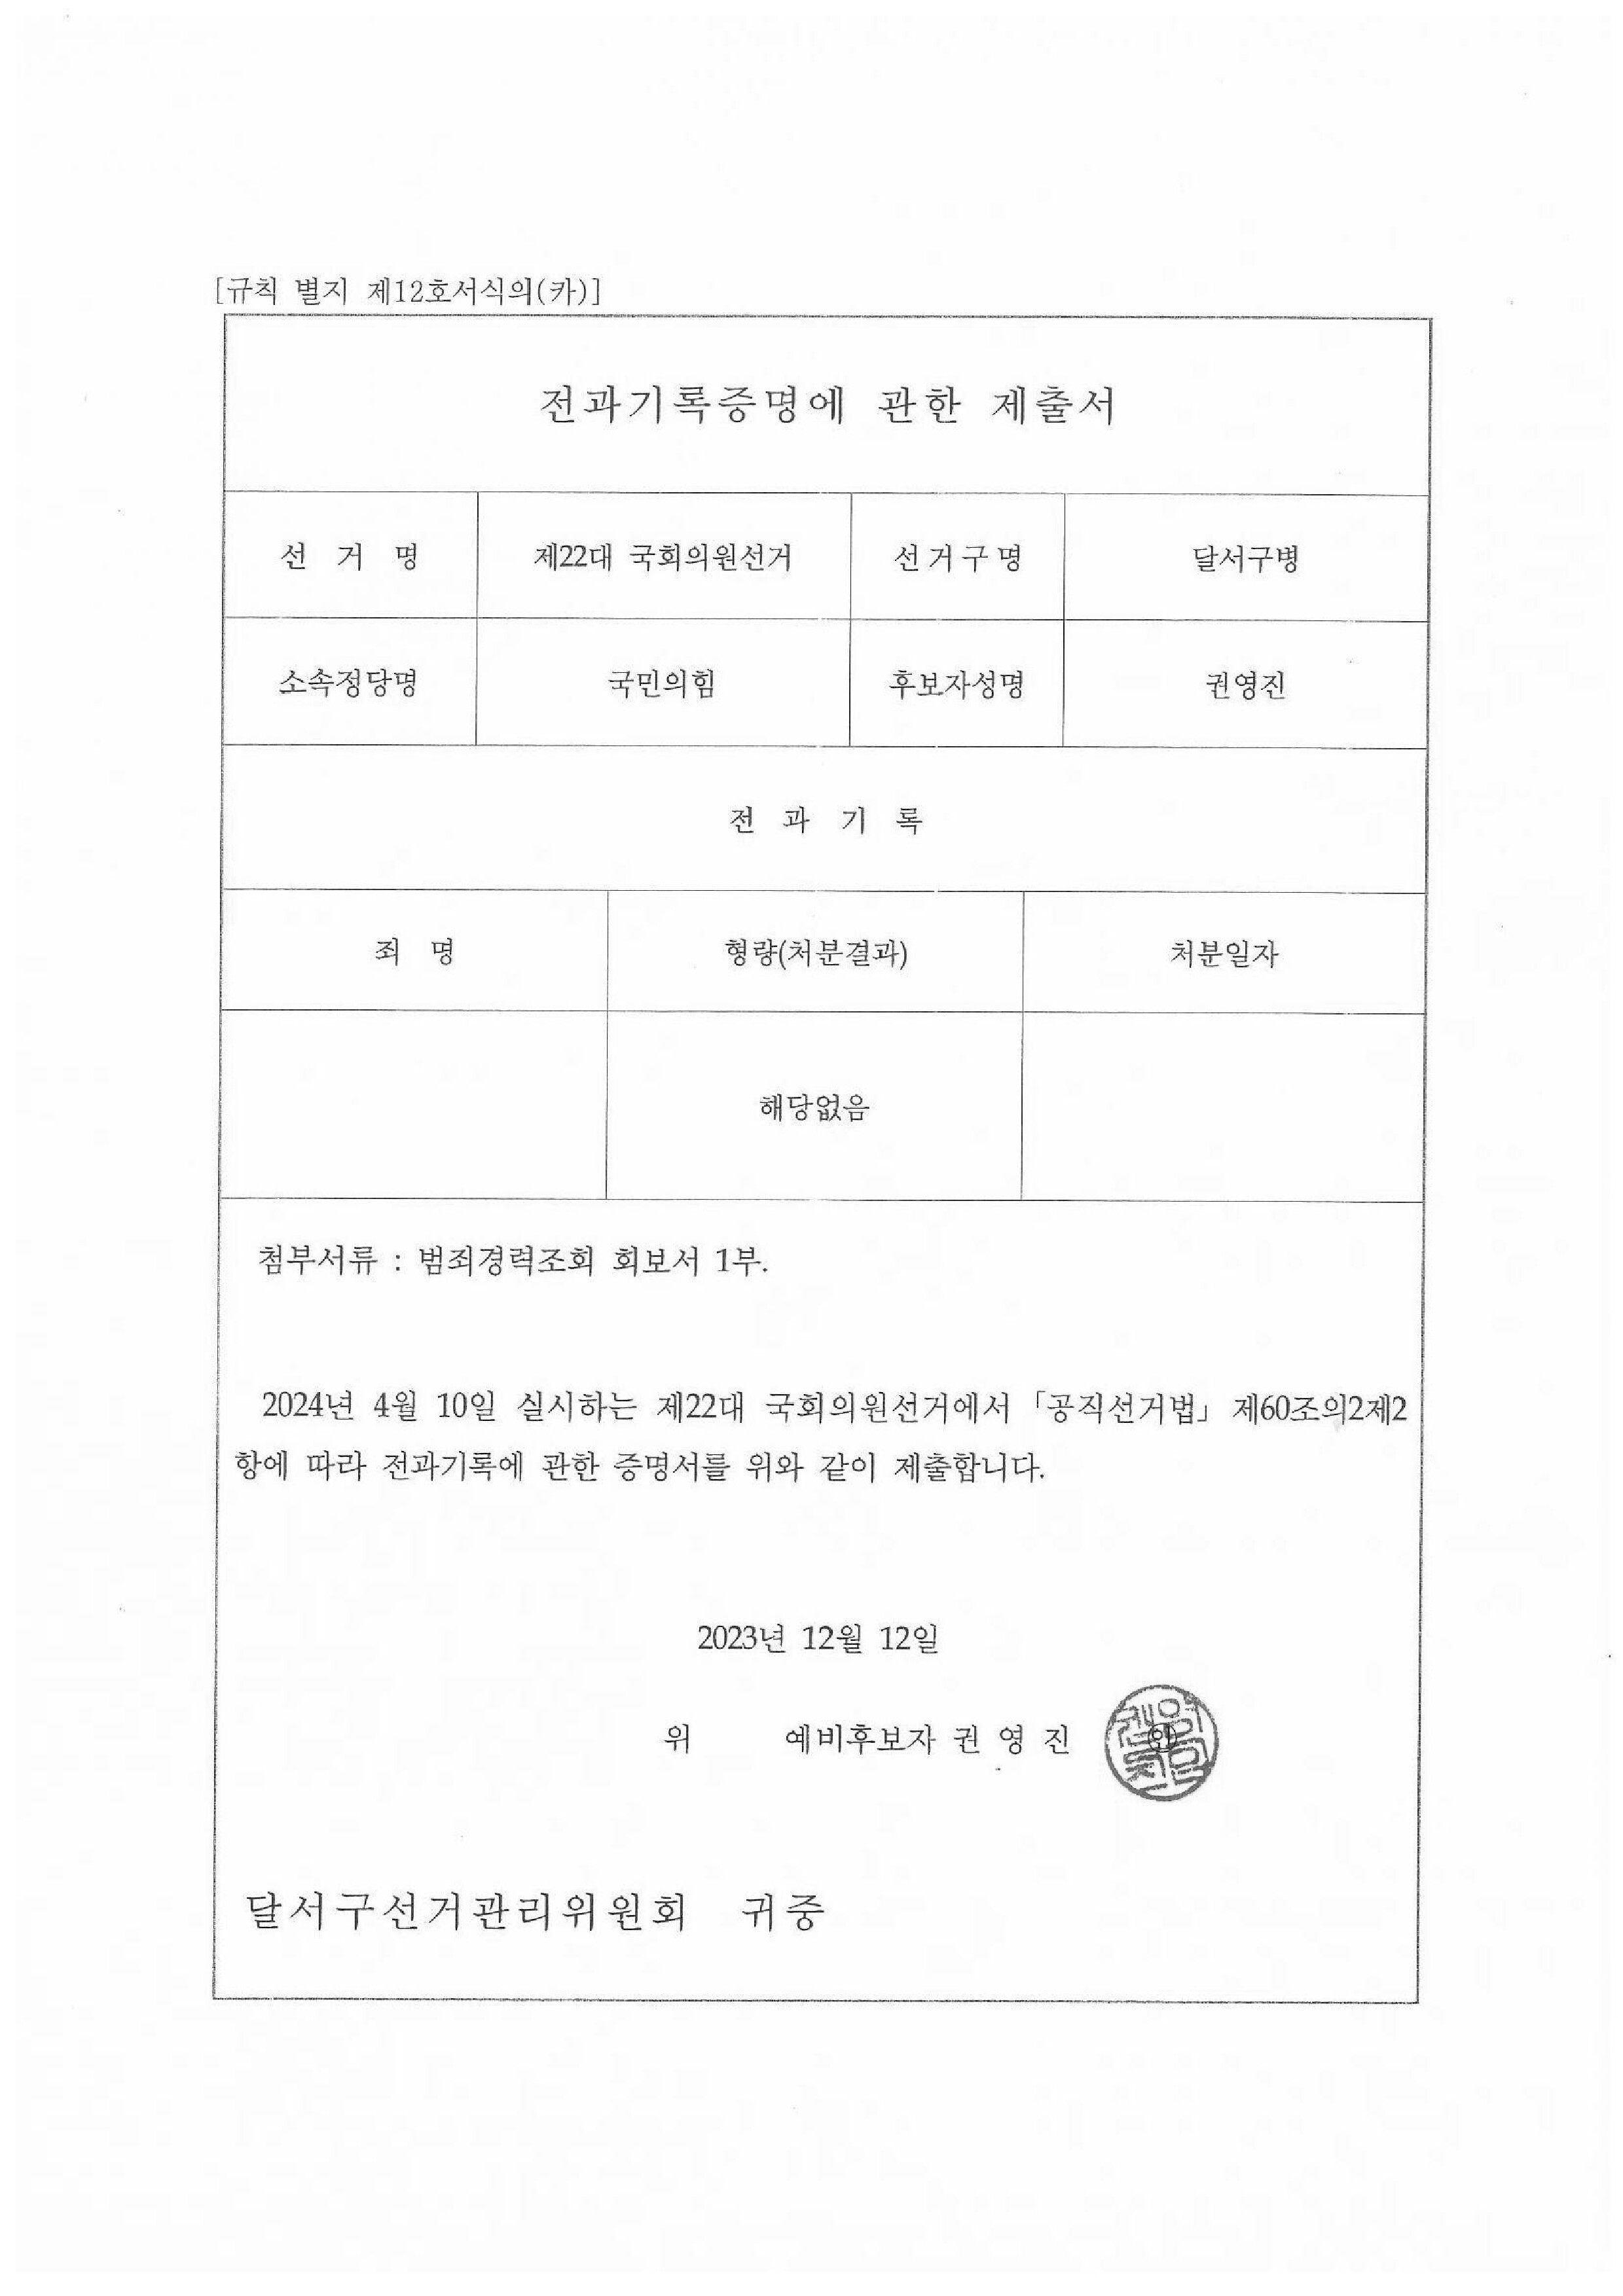 [규칙 별지 제12호서식의(카)]
전과기록증명에 관한 제출서
선 거 명 제22대 국회의원선거 선거구명 달서구병
소속정당명 국민의힘 후보자성명 권영진
전 과 기 록
죄 명 형량(처분결과) 처분일자
해당없음
첨부서류 : 범죄경력조회 회보서 1부.
2024년 4월 10일 실시하는 제22대 국회의원선거에서 「공직선거법」 제60조의2제2
항에 따라 전과기록에 관한 증명서를 위와 같이 제출합니다.
2023년 12월 12일
위 예비후보자 권 영 진 ㊞
달서구선거관리위원회 귀중